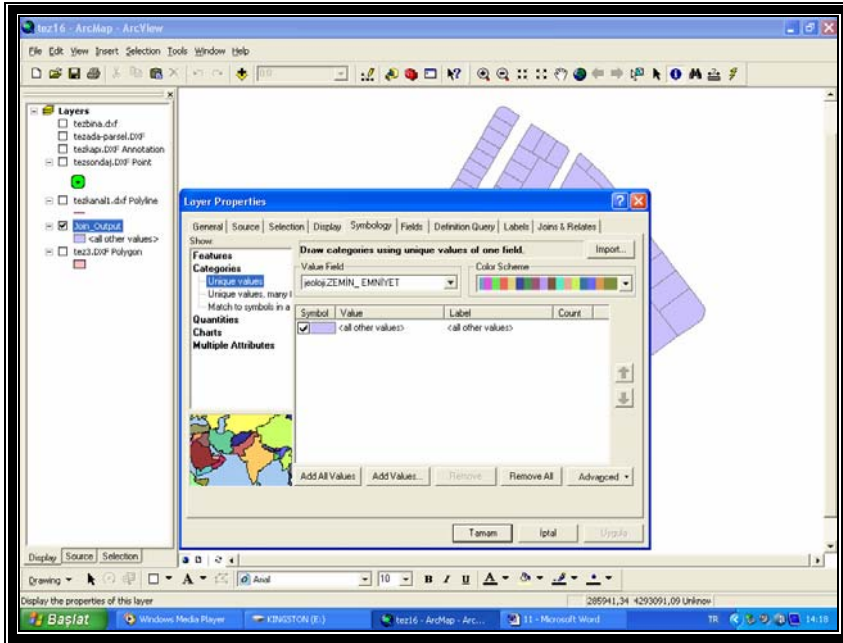 tez16 - ArcMap - ArcView
File Edit View Insert Selection Tools Window Help
Layers
tezbina.dxf
tezada-parsel.DXF
tezkapı.DXF Annotation
tezsondaj.DXF Point
tezkanal1.dxf Polyline
Join_Output
<all other values>
tez3.DXF Polygon
Layer Properties
General Source Selection Display Symbology Fields Definition Query Labels Joins & Relates
Show:
Features
Categories
Unique values
Unique values, many f
Match to symbols in a
Quantities
Charts
Multiple Attributes
Draw categories using unique values of one field.
Import...
Value Field
jeoloji.ZEMİN_ EMNİYET
Color Scheme
Symbol Value Label Count
<all other values> <all other values>
Add All Values Add Values... Remove Remove All Advanced
Tamam İptal Uygula
Display Source Selection
Drawing A Arial 10 B I U A
Display the properties of this layer
285941,34 4293091,09 Unknow
Başlat Windows Media Player KINGSTON (E:) tez16 - ArcMap - Arc... 11 - Microsoft Word TR 14:18